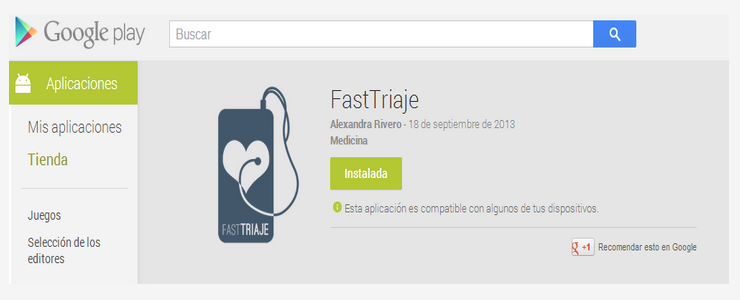 Google play
Buscar
Aplicaciones
Mis aplicaciones
Tienda
Juegos
Selección de los
editores
FASTTRIAJE
FastTriaje
Alexandra Rivero - 18 de septiembre de 2013
Medicina
Instalada
Esta aplicación es compatible con algunos de tus dispositivos.
g +1 Recomendar esto en Google